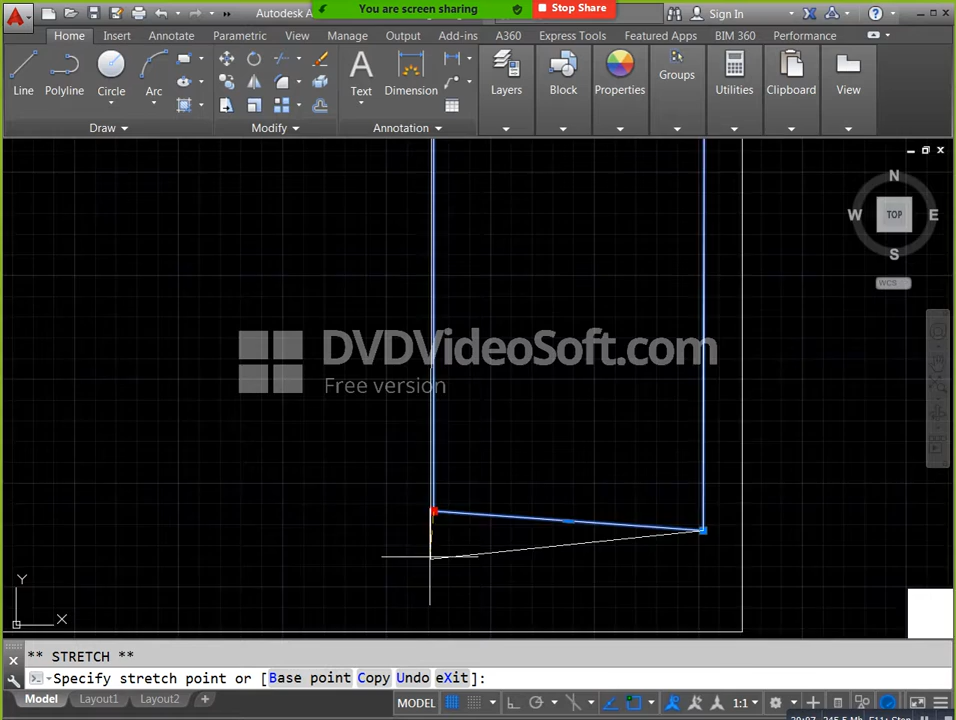 You are screen sharing
Stop Share
Autodesk A
Sign In
Home
Insert
Annotate
Parametric
View
Manage
Output
Add-ins
A360
Express Tools
Featured Apps
BIM 360
Performance
Line
Polyline
Circle
Arc
Text
Dimension
Layers
Block
Properties
Groups
Utilities
Clipboard
View
Draw
Modify
Annotation
N
W
TOP
E
S
WCS
DVDVideoSoft.com
Free version
Y
X
** STRETCH **
Specify stretch point or [Base point Copy Undo eXit]:
Model
Layout1
Layout2
+
MODEL
1:1